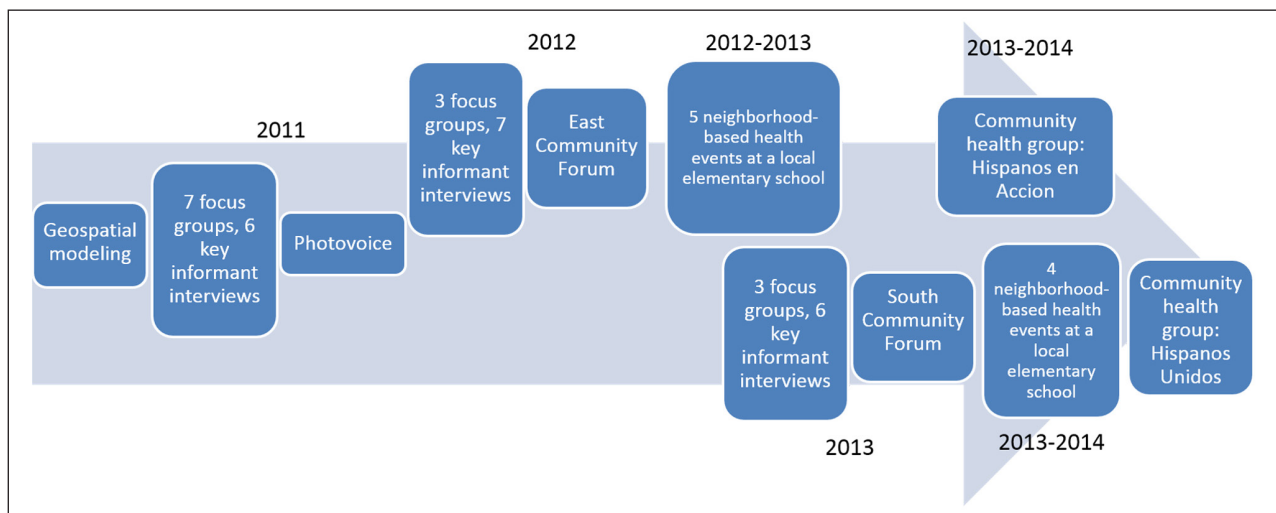 2011
Geospatial
modeling
7 focus
groups, 6
key
informant
interviews
Photovoice
2012
3 focus
groups, 7
key
informant
interviews
East
Community
Forum
2012-2013
5 neighborhood-
based health
events at a local
elementary school
2013-2014
Community
health group:
Hispanos en
Accion
3 focus
groups, 6
key
informant
interviews
South
Community
Forum
2013
4
neighborhood-
based health
events at a
local
elementary
school
Community
health
group:
Hispanos
Unidos
2013-2014